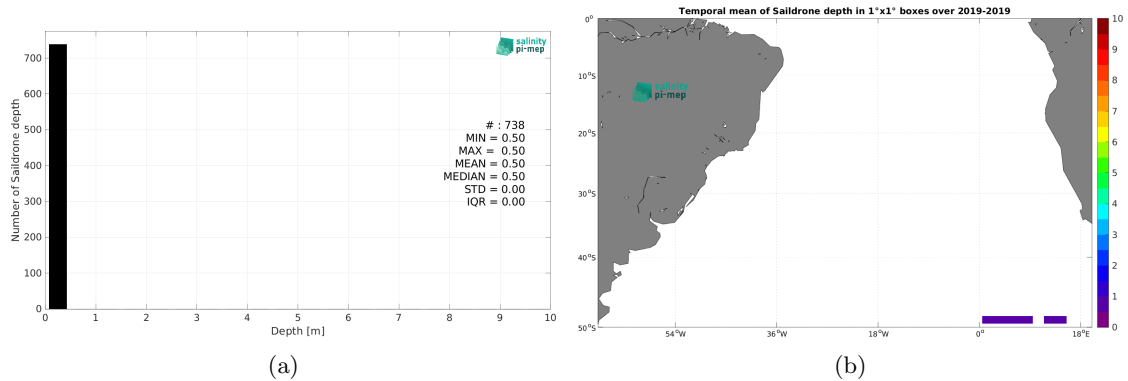 Number of Saildrone depth
700
600
500
400
300
200
100
0
0 1 2 3 4 5 6 7 8 9 10
Depth [m]
salinity
pi-mep
# : 738
MIN = 0.50
MAX = 0.50
MEAN = 0.50
MEDIAN = 0.50
STD = 0.00
IQR = 0.00
(a)
Temporal mean of Saildrone depth in 1°x1° boxes over 2019-2019
0°
10°S
20°S
30°S
40°S
50°S
54°W 36°W 18°W 0° 18°E
salinity
pi-mep
10
9
8
7
6
5
4
3
2
1
0
(b)